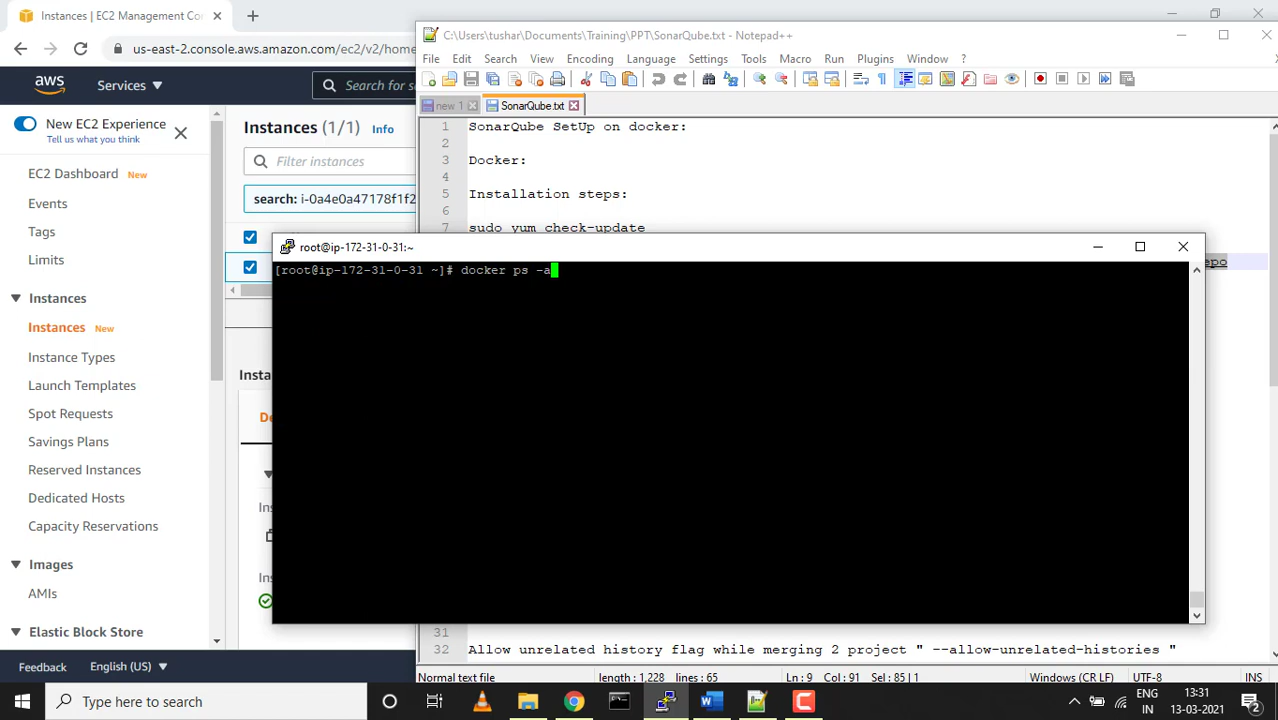 Instances | EC2 Management Co
us-east-2.console.aws.amazon.com/ec2/v2/home
aws
Services
Search for se
New EC2 Experience
Tell us what you think
EC2 Dashboard New
Events
Tags
Limits
Instances
Instances New
Instance Types
Launch Templates
Spot Requests
Savings Plans
Reserved Instances
Dedicated Hosts
Capacity Reservations
Images
AMIs
Elastic Block Store
Feedback English (US)
Instances (1/1) Info
Filter instances
search: i-0a4e0a47178f1f2
Insta
De
Ins
Ins
C:\Users\tushar\Documents\Training\PPT\SonarQube.txt - Notepad++
File Edit Search View Encoding Language Settings Tools Macro Run Plugins Window ?
new 1 SonarQube.txt
1 SonarQube SetUp on docker:
2
3 Docker:
4
5 Installation steps:
6
7 sudo yum check-update
epo
root@ip-172-31-0-31:~
[root@ip-172-31-0-31 ~]# docker ps -a
31
32 Allow unrelated history flag while merging 2 project " --allow-unrelated-histories "
Normal text file length : 1,228 lines : 65 Ln : 9 Col : 91 Sel : 85 | 1 Windows (CR LF) UTF-8 INS
Type here to search
ENG
IN
13:31
13-03-2021
2